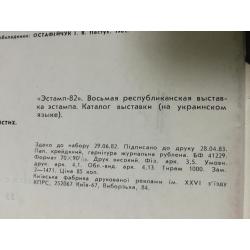 ОСТАФІЙЧУК І. В.
«Эстамп-82». Восьмая республиканская выстав-
ка эстампа. Каталог выставки (на украинском
языке).
Здано до набору 29.06.82. Підписано до друку 28.04.83.
Пап. крейдяний, гарнітура журнальна рублена. БФ 41229.
Формат 70×90¹/₁₆. Друк високий. Фіз. арк. 3,5. Умовн.
друк арк. 4,1. Обл.-вид. арк. 4,13. Тираж 1000. Зам.
2—1471. Ціна 85 коп.
Київська фабрика друкованої реклами ім. XXVI з'їзду
КПРС, 252067 Київ-67, Виборзька, 84.